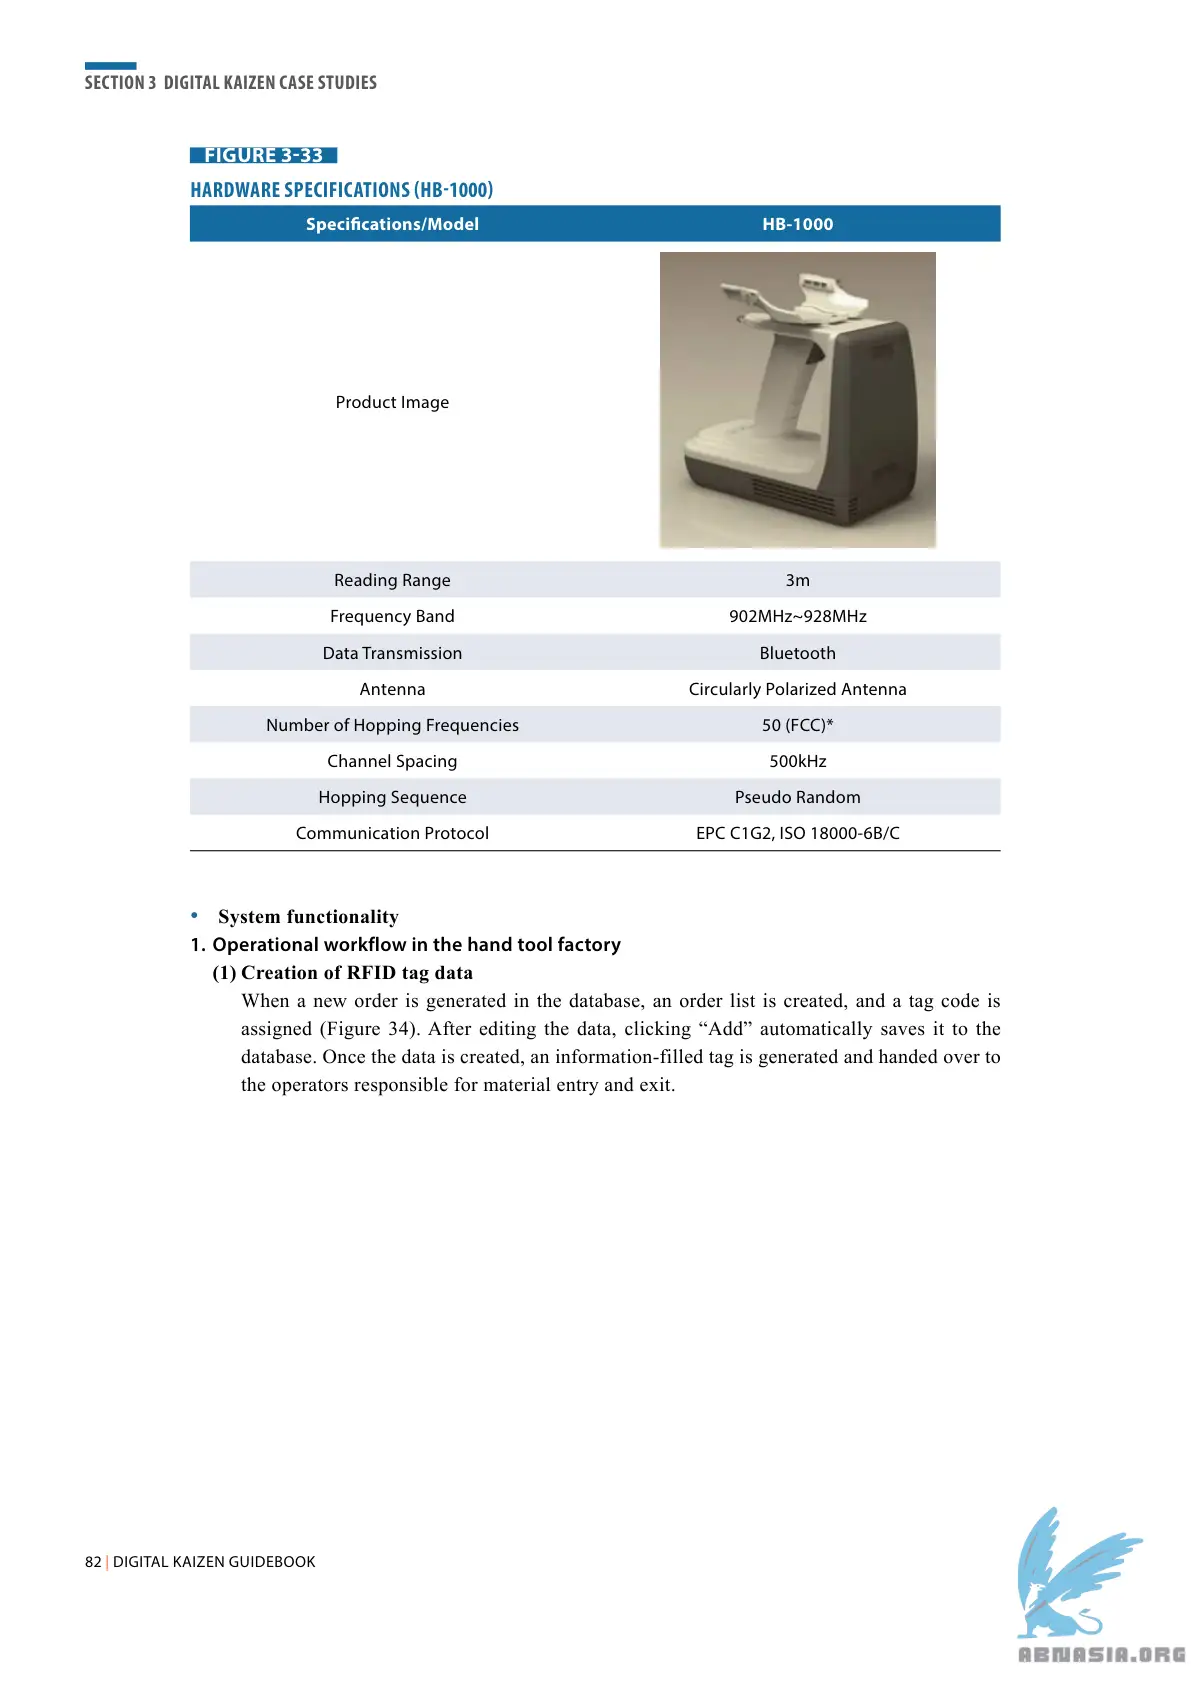 SECTION 3 DIGITAL KAIZEN CASE STUDIES
FIGURE 3-33
HARDWARE SPECIFICATIONS (HB-1000)
Specifications/Model HB-1000
Product Image
Reading Range 3m
Frequency Band 902MHz~928MHz
Data Transmission Bluetooth
Antenna Circularly Polarized Antenna
Number of Hopping Frequencies 50 (FCC)*
Channel Spacing 500kHz
Hopping Sequence Pseudo Random
Communication Protocol EPC C1G2, ISO 18000-6B/C
• System functionality
1. Operational workflow in the hand tool factory
(1) Creation of RFID tag data
When a new order is generated in the database, an order list is created, and a tag code is
assigned (Figure 34). After editing the data, clicking “Add” automatically saves it to the
database. Once the data is created, an information-filled tag is generated and handed over to
the operators responsible for material entry and exit.
82 | DIGITAL KAIZEN GUIDEBOOK
ABNASIA.ORG